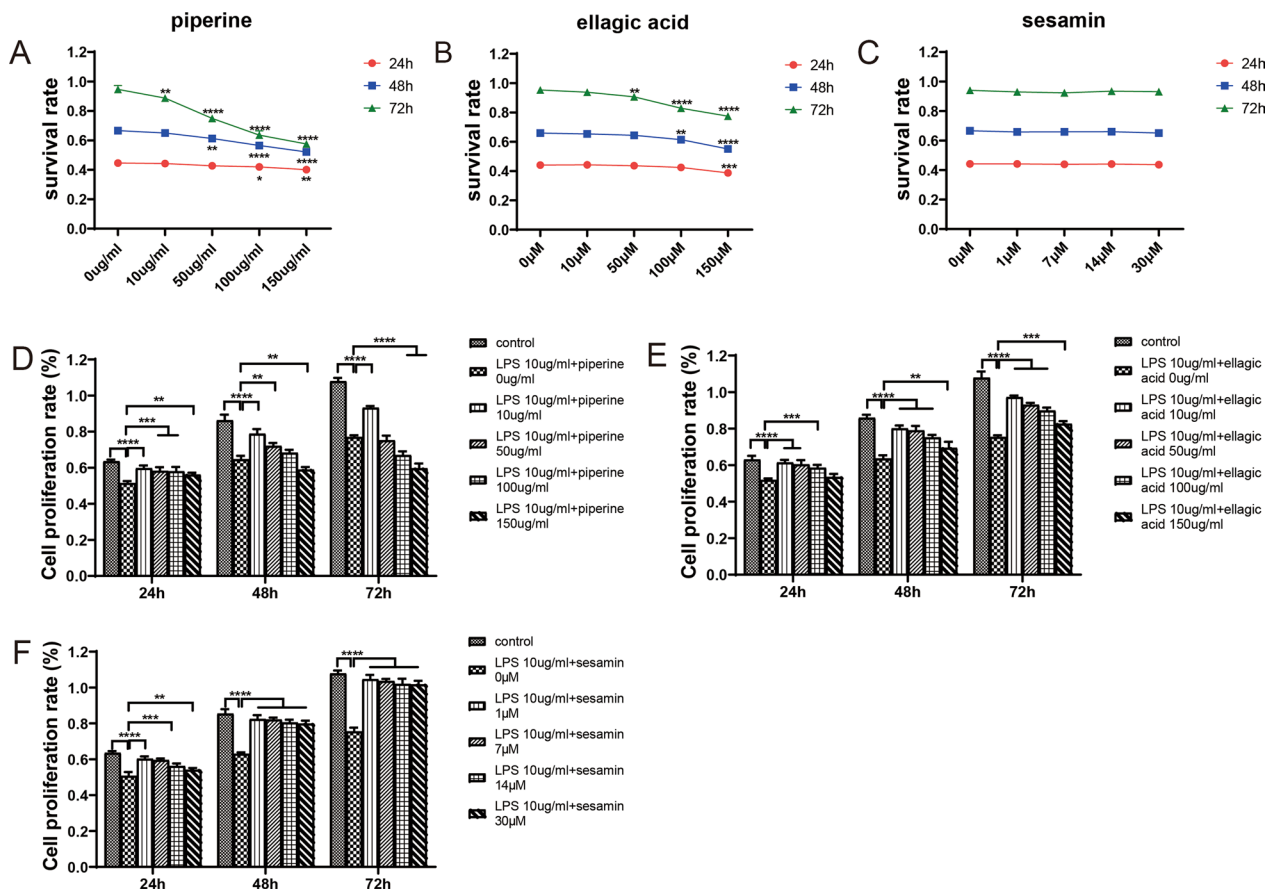 piperine
ellagic acid
sesamin
A
survival rate
1.2
1.0
0.8
0.6
0.4
0.2
0.0
**
****
****
****
**
****
****
*
**
0ug/ml
10ug/ml
50ug/ml
100ug/ml
150ug/ml
24h
48h
72h
B
survival rate
1.2
1.0
0.8
0.6
0.4
0.2
0.0
**
****
****
**
****
***
0μM
10μM
50μM
100μM
150μM
24h
48h
72h
C
survival rate
1.2
1.0
0.8
0.6
0.4
0.2
0.0
0μM
1μM
7μM
14μM
30μM
24h
48h
72h
D
Cell proliferation rate (%)
1.2
1.0
0.8
0.6
0.4
0.2
0.0
**
***
****
**
**
****
****
****
24h
48h
72h
control
LPS 10ug/ml+piperine
0ug/ml
LPS 10ug/ml+piperine
10ug/ml
LPS 10ug/ml+piperine
50ug/ml
LPS 10ug/ml+piperine
100ug/ml
LPS 10ug/ml+piperine
150ug/ml
E
Cell proliferation rate (%)
1.2
1.0
0.8
0.6
0.4
0.2
0.0
***
****
**
****
***
****
24h
48h
72h
control
LPS 10ug/ml+ellagic
acid 0ug/ml
LPS 10ug/ml+ellagic
acid 10ug/ml
LPS 10ug/ml+ellagic
acid 50ug/ml
LPS 10ug/ml+ellagic
acid 100ug/ml
LPS 10ug/ml+ellagic
acid 150ug/ml
F
Cell proliferation rate (%)
1.2
1.0
0.8
0.6
0.4
0.2
0.0
**
***
****
****
****
24h
48h
72h
control
LPS 10ug/ml+sesamin
0μM
LPS 10ug/ml+sesamin
1μM
LPS 10ug/ml+sesamin
7μM
LPS 10ug/ml+sesamin
14μM
LPS 10ug/ml+sesamin
30μM